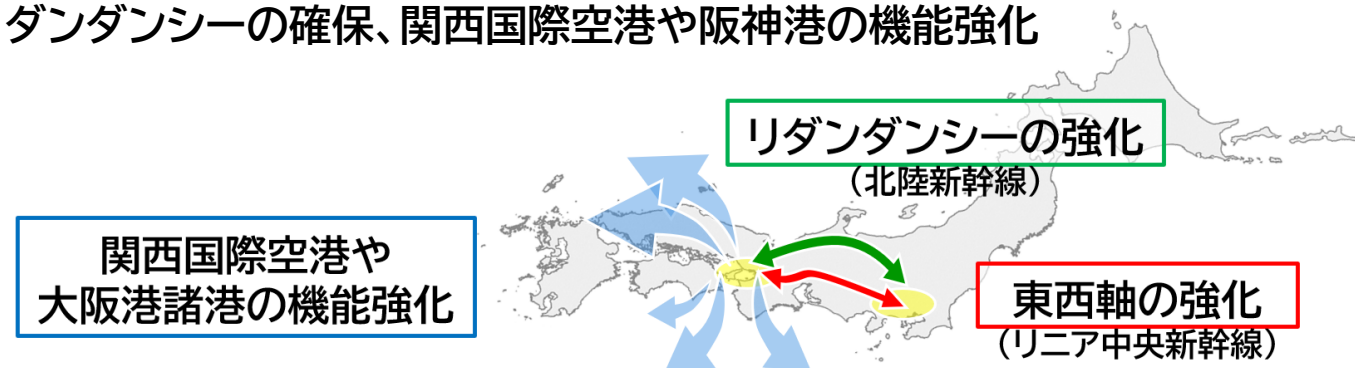 ダンダンシーの確保、関西国際空港や阪神港の機能強化
リダンダンシーの強化
（北陸新幹線）
関西国際空港や
大阪港諸港の機能強化
東西軸の強化
（リニア中央新幹線）